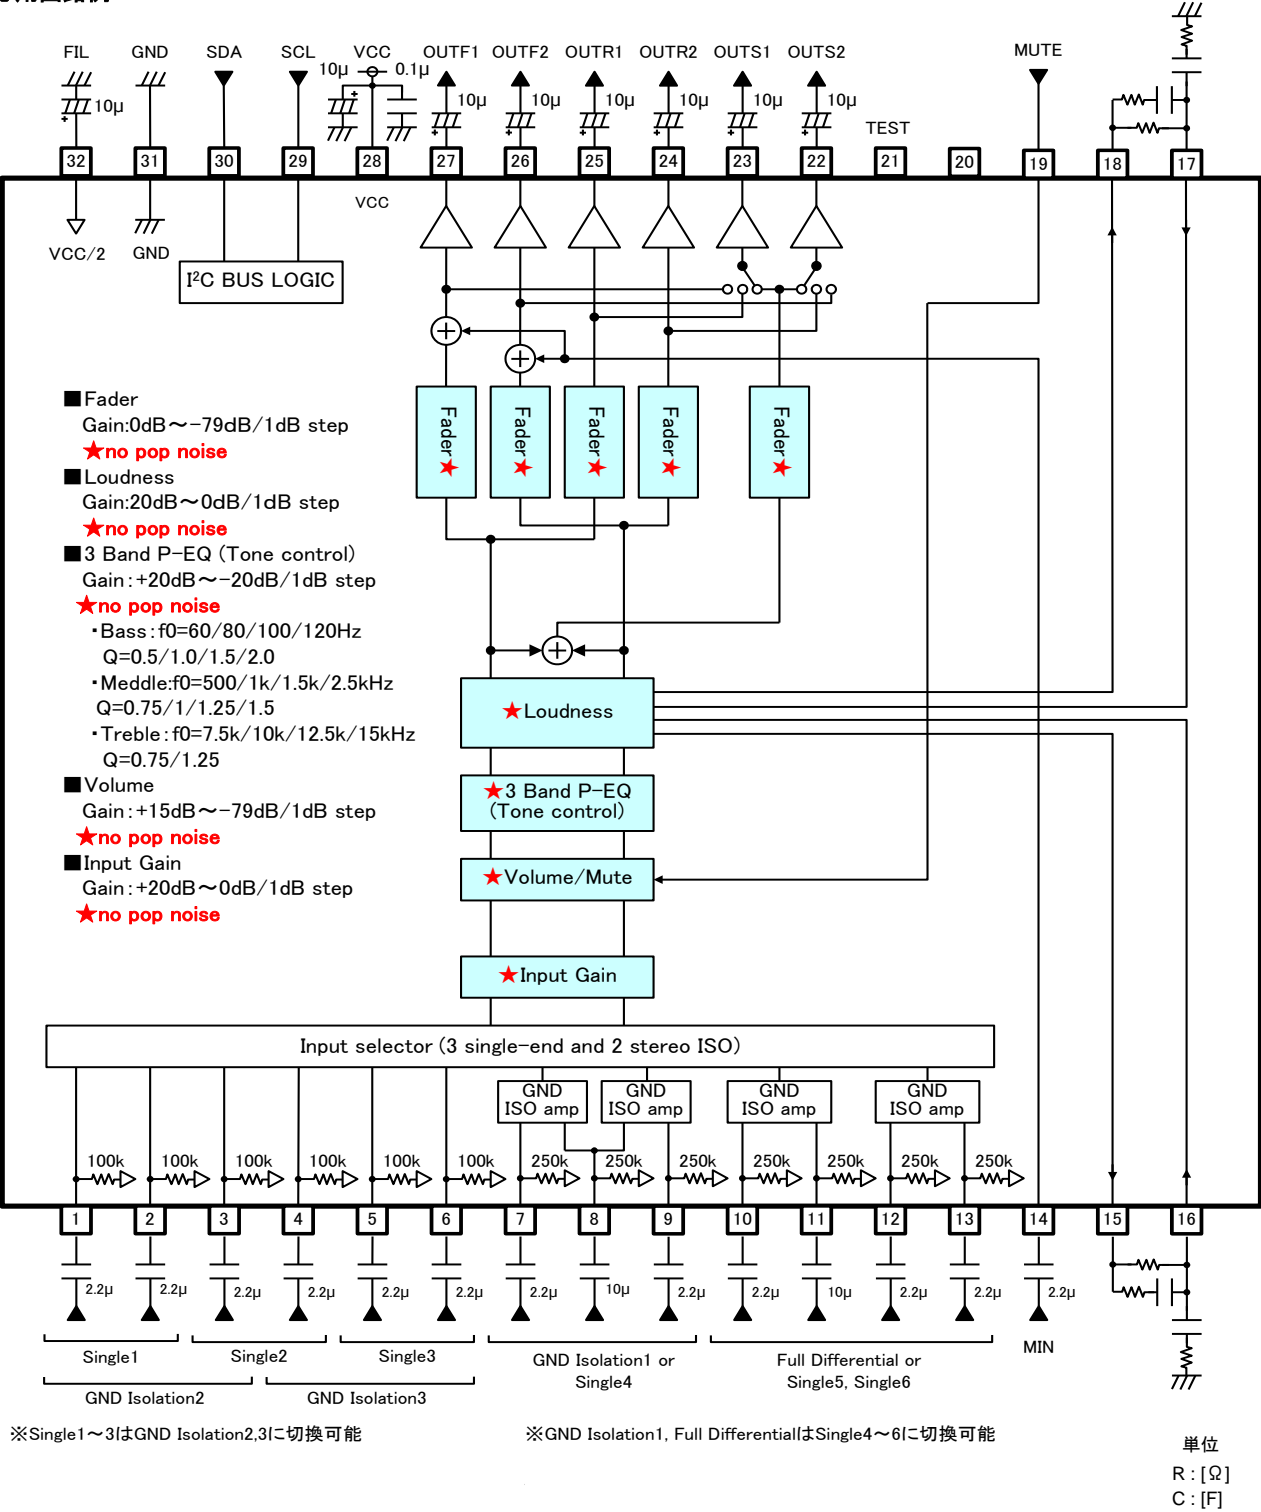 FIL GND SDA SCL VCC OUTF1 OUTF2 OUTR1 OUTR2 OUTS1 OUTS2 MUTE
10μ 10μ 0.1μ 10μ 10μ 10μ 10μ 10μ 10μ
TEST
32 31 30 29 28 27 26 25 24 23 22 21 20 19 18 17
VCC
VCC/2 GND
I²C BUS LOGIC
Fader★ Fader★ Fader★ Fader★ Fader★
■Fader
Gain:0dB～-79dB/1dB step
★no pop noise
■Loudness
Gain:20dB～0dB/1dB step
★no pop noise
■3 Band P-EQ (Tone control)
Gain:+20dB～-20dB/1dB step
★no pop noise
・Bass:f0=60/80/100/120Hz
Q=0.5/1.0/1.5/2.0
・Meddle:f0=500/1k/1.5k/2.5kHz
Q=0.75/1/1.25/1.5
・Treble:f0=7.5k/10k/12.5k/15kHz
Q=0.75/1.25
■Volume
Gain:+15dB～-79dB/1dB step
★no pop noise
■Input Gain
Gain:+20dB～0dB/1dB step
★no pop noise
★Loudness
★3 Band P-EQ
(Tone control)
★Volume/Mute
★Input Gain
Input selector (3 single-end and 2 stereo ISO)
GND ISO amp
GND ISO amp
GND ISO amp
GND ISO amp
100k 100k 100k 100k 100k 100k 250k 250k 250k 250k 250k 250k 250k
1 2 3 4 5 6 7 8 9 10 11 12 13 14 15 16
2.2μ 2.2μ 2.2μ 2.2μ 2.2μ 2.2μ 2.2μ 10μ 2.2μ 2.2μ 10μ 2.2μ 2.2μ 2.2μ
MIN
Single1 Single2 Single3
GND Isolation1 or
Single4
Full Differential or
Single5, Single6
GND Isolation2 GND Isolation3
※Single1～3はGND Isolation2,3に切換可能
※GND Isolation1, Full DifferentialはSingle4～6に切換可能
単位
R : [Ω]
C : [F]